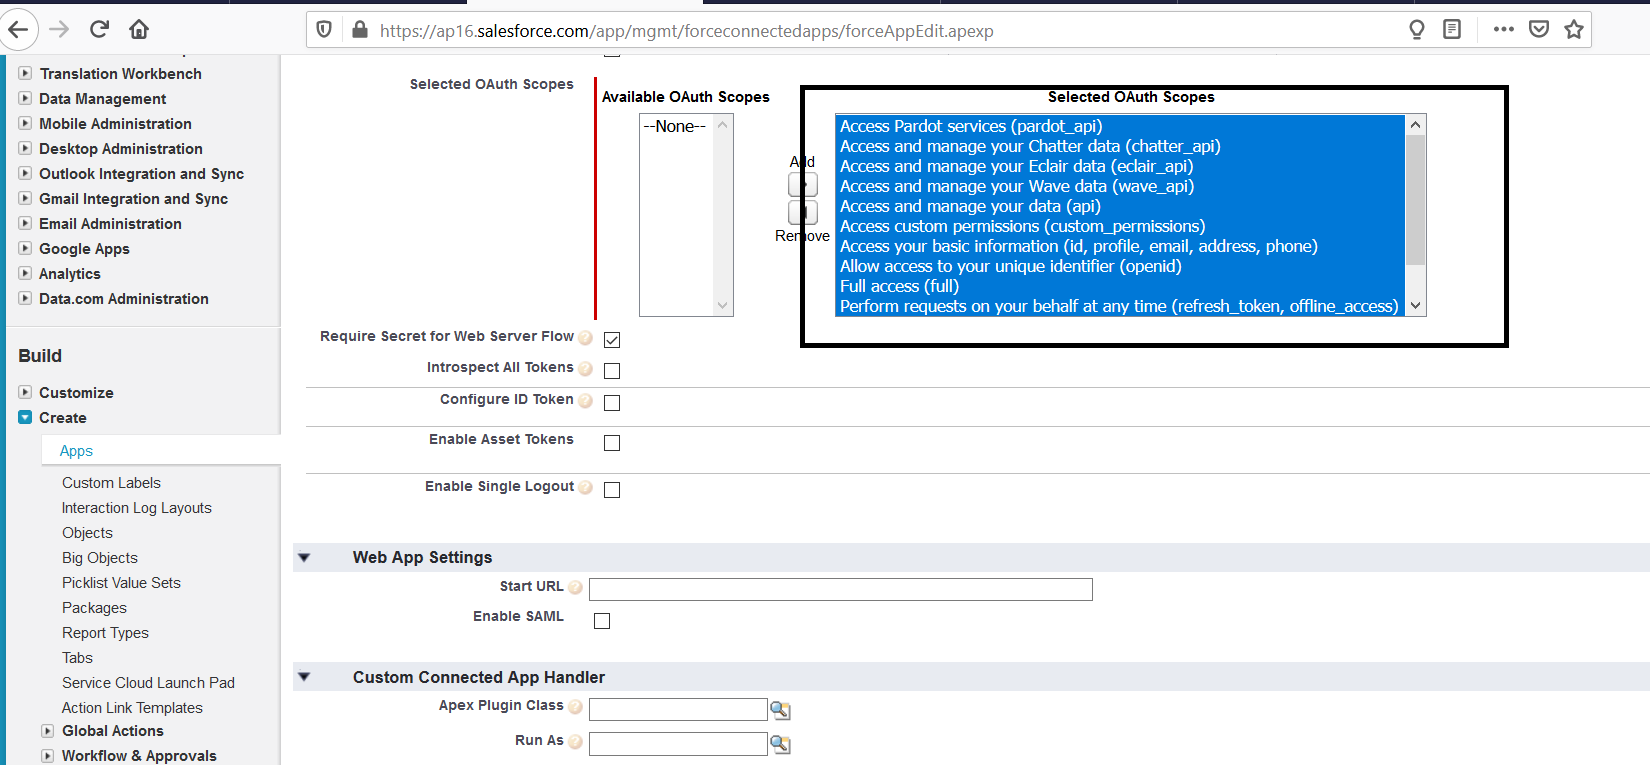 https://ap16.salesforce.com/app/mgmt/forceconnectedapps/forceAppEdit.apexp
Translation Workbench
Data Management
Mobile Administration
Desktop Administration
Outlook Integration and Sync
Gmail Integration and Sync
Email Administration
Google Apps
Analytics
Data.com Administration
Build
Customize
Create
Apps
Custom Labels
Interaction Log Layouts
Objects
Big Objects
Picklist Value Sets
Packages
Report Types
Tabs
Service Cloud Launch Pad
Action Link Templates
Global Actions
Workflow & Approvals
Selected OAuth Scopes
Available OAuth Scopes
--None--
Add
Remove
Selected OAuth Scopes
Access Pardot services (pardot_api)
Access and manage your Chatter data (chatter_api)
Access and manage your Eclair data (eclair_api)
Access and manage your Wave data (wave_api)
Access and manage your data (api)
Access custom permissions (custom_permissions)
Access your basic information (id, profile, email, address, phone)
Allow access to your unique identifier (openid)
Full access (full)
Perform requests on your behalf at any time (refresh_token, offline_access)
Require Secret for Web Server Flow
Introspect All Tokens
Configure ID Token
Enable Asset Tokens
Enable Single Logout
Web App Settings
Start URL
Enable SAML
Custom Connected App Handler
Apex Plugin Class
Run As